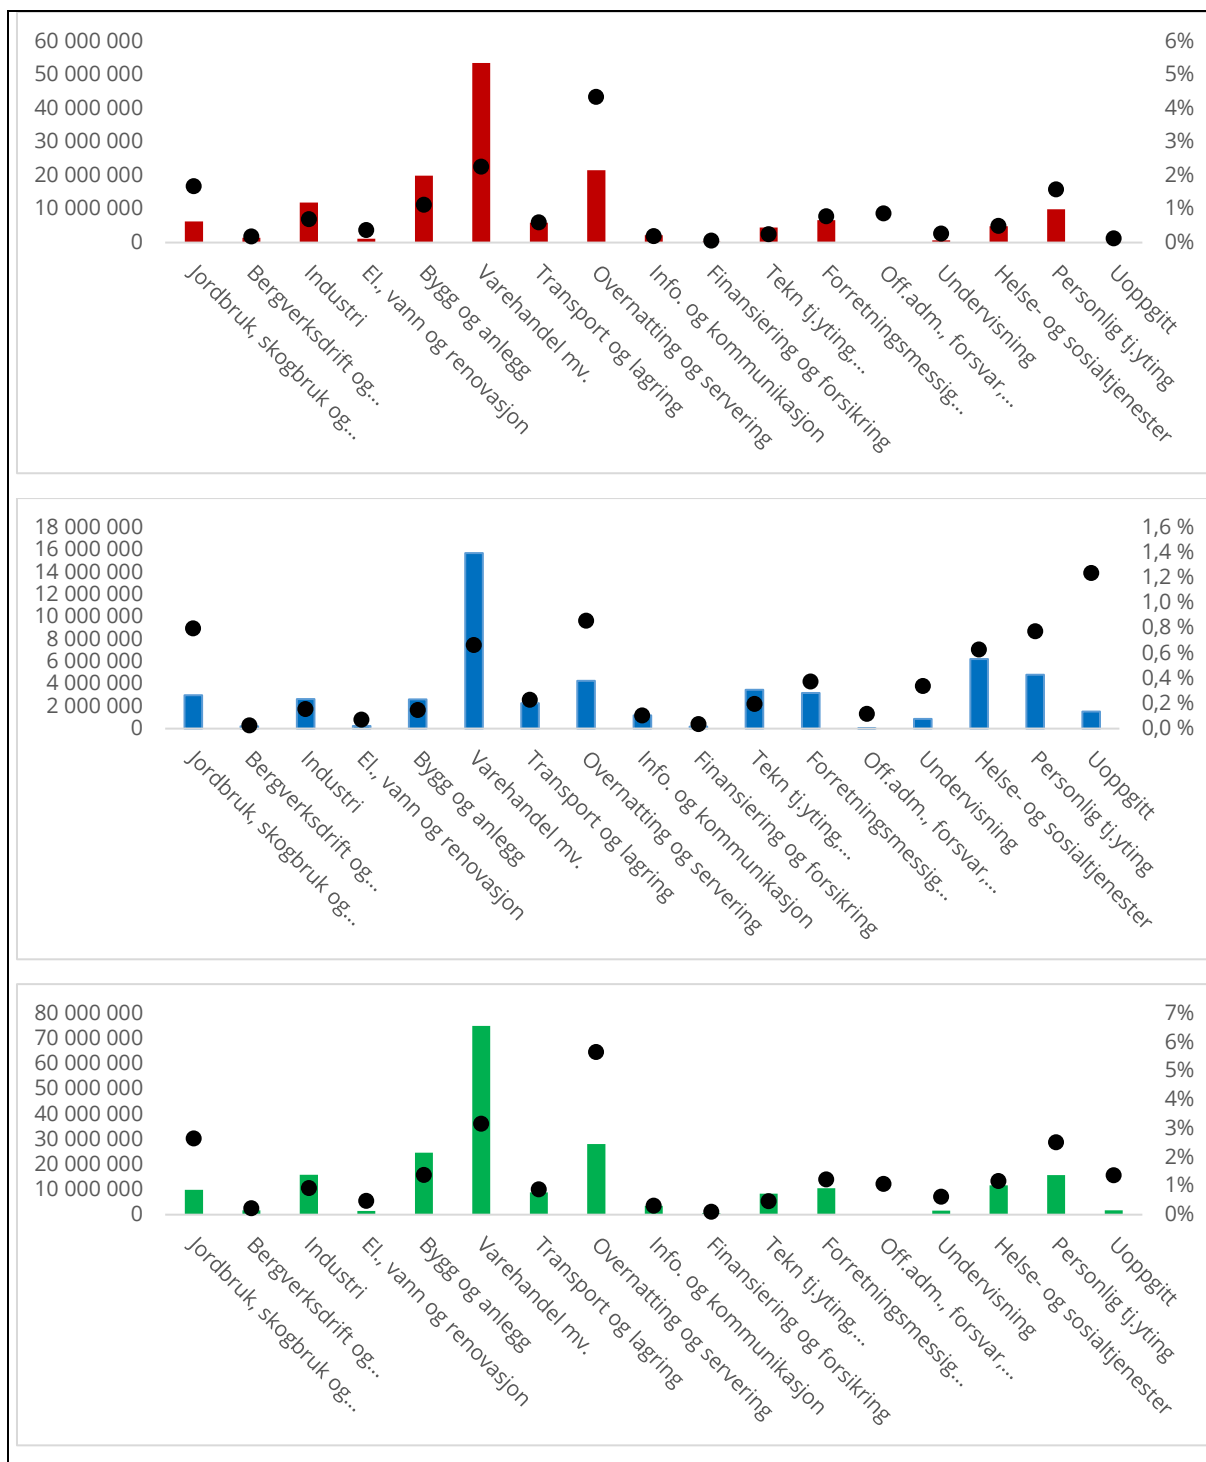 60 000 000
50 000 000
40 000 000
30 000 000
20 000 000
10 000 000
0
6%
5%
4%
3%
2%
1%
0%
Jordbruk, skogbruk og...
Bergverksdrift og...
Industri
El., vann og renovasjon
Bygg og anlegg
Varehandel mv.
Transport og lagring
Overnatting og servering
Info. og kommunikasjon
Finansiering og forsikring
Tekn tj.yting,...
Forretningsmessig...
Off.adm., forsvar,...
Undervisning
Helse- og sosialtjenester
Personlig tj.yting
Uoppgitt
18 000 000
16 000 000
14 000 000
12 000 000
10 000 000
8 000 000
6 000 000
4 000 000
2 000 000
0
1,6 %
1,4 %
1,2 %
1,0 %
0,8 %
0,6 %
0,4 %
0,2 %
0,0 %
Jordbruk, skogbruk og...
Bergverksdrift og...
Industri
El., vann og renovasjon
Bygg og anlegg
Varehandel mv.
Transport og lagring
Overnatting og servering
Info. og kommunikasjon
Finansiering og forsikring
Tekn tj.yting,...
Forretningsmessig...
Off.adm., forsvar,...
Undervisning
Helse- og sosialtjenester
Personlig tj.yting
Uoppgitt
80 000 000
70 000 000
60 000 000
50 000 000
40 000 000
30 000 000
20 000 000
10 000 000
0
7%
6%
5%
4%
3%
2%
1%
0%
Jordbruk, skogbruk og...
Bergverksdrift og...
Industri
El., vann og renovasjon
Bygg og anlegg
Varehandel mv.
Transport og lagring
Overnatting og servering
Info. og kommunikasjon
Finansiering og forsikring
Tekn tj.yting,...
Forretningsmessig...
Off.adm., forsvar,...
Undervisning
Helse- og sosialtjenester
Personlig tj.yting
Uoppgitt